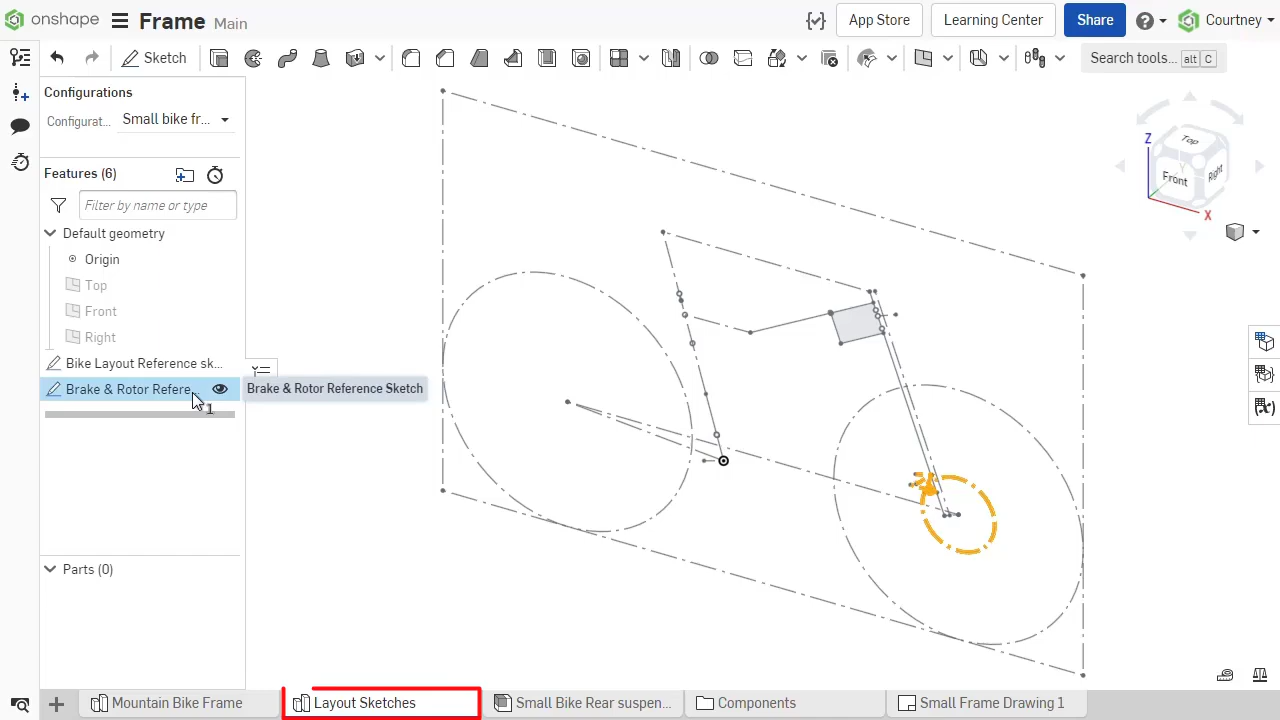 onshape
Frame Main
App Store
Learning Center
Share
Courtney
Sketch
Search tools... alt C
Configurations
Configurat... Small bike fr...
Features (6)
Filter by name or type
Default geometry
Origin
Top
Front
Right
Bike Layout Reference sk...
Brake & Rotor Refere...
Brake & Rotor Reference Sketch
1
Parts (0)
Z
Top
Y
Front
Right
X
Mountain Bike Frame
Layout Sketches
Small Bike Rear suspen...
Components
Small Frame Drawing 1